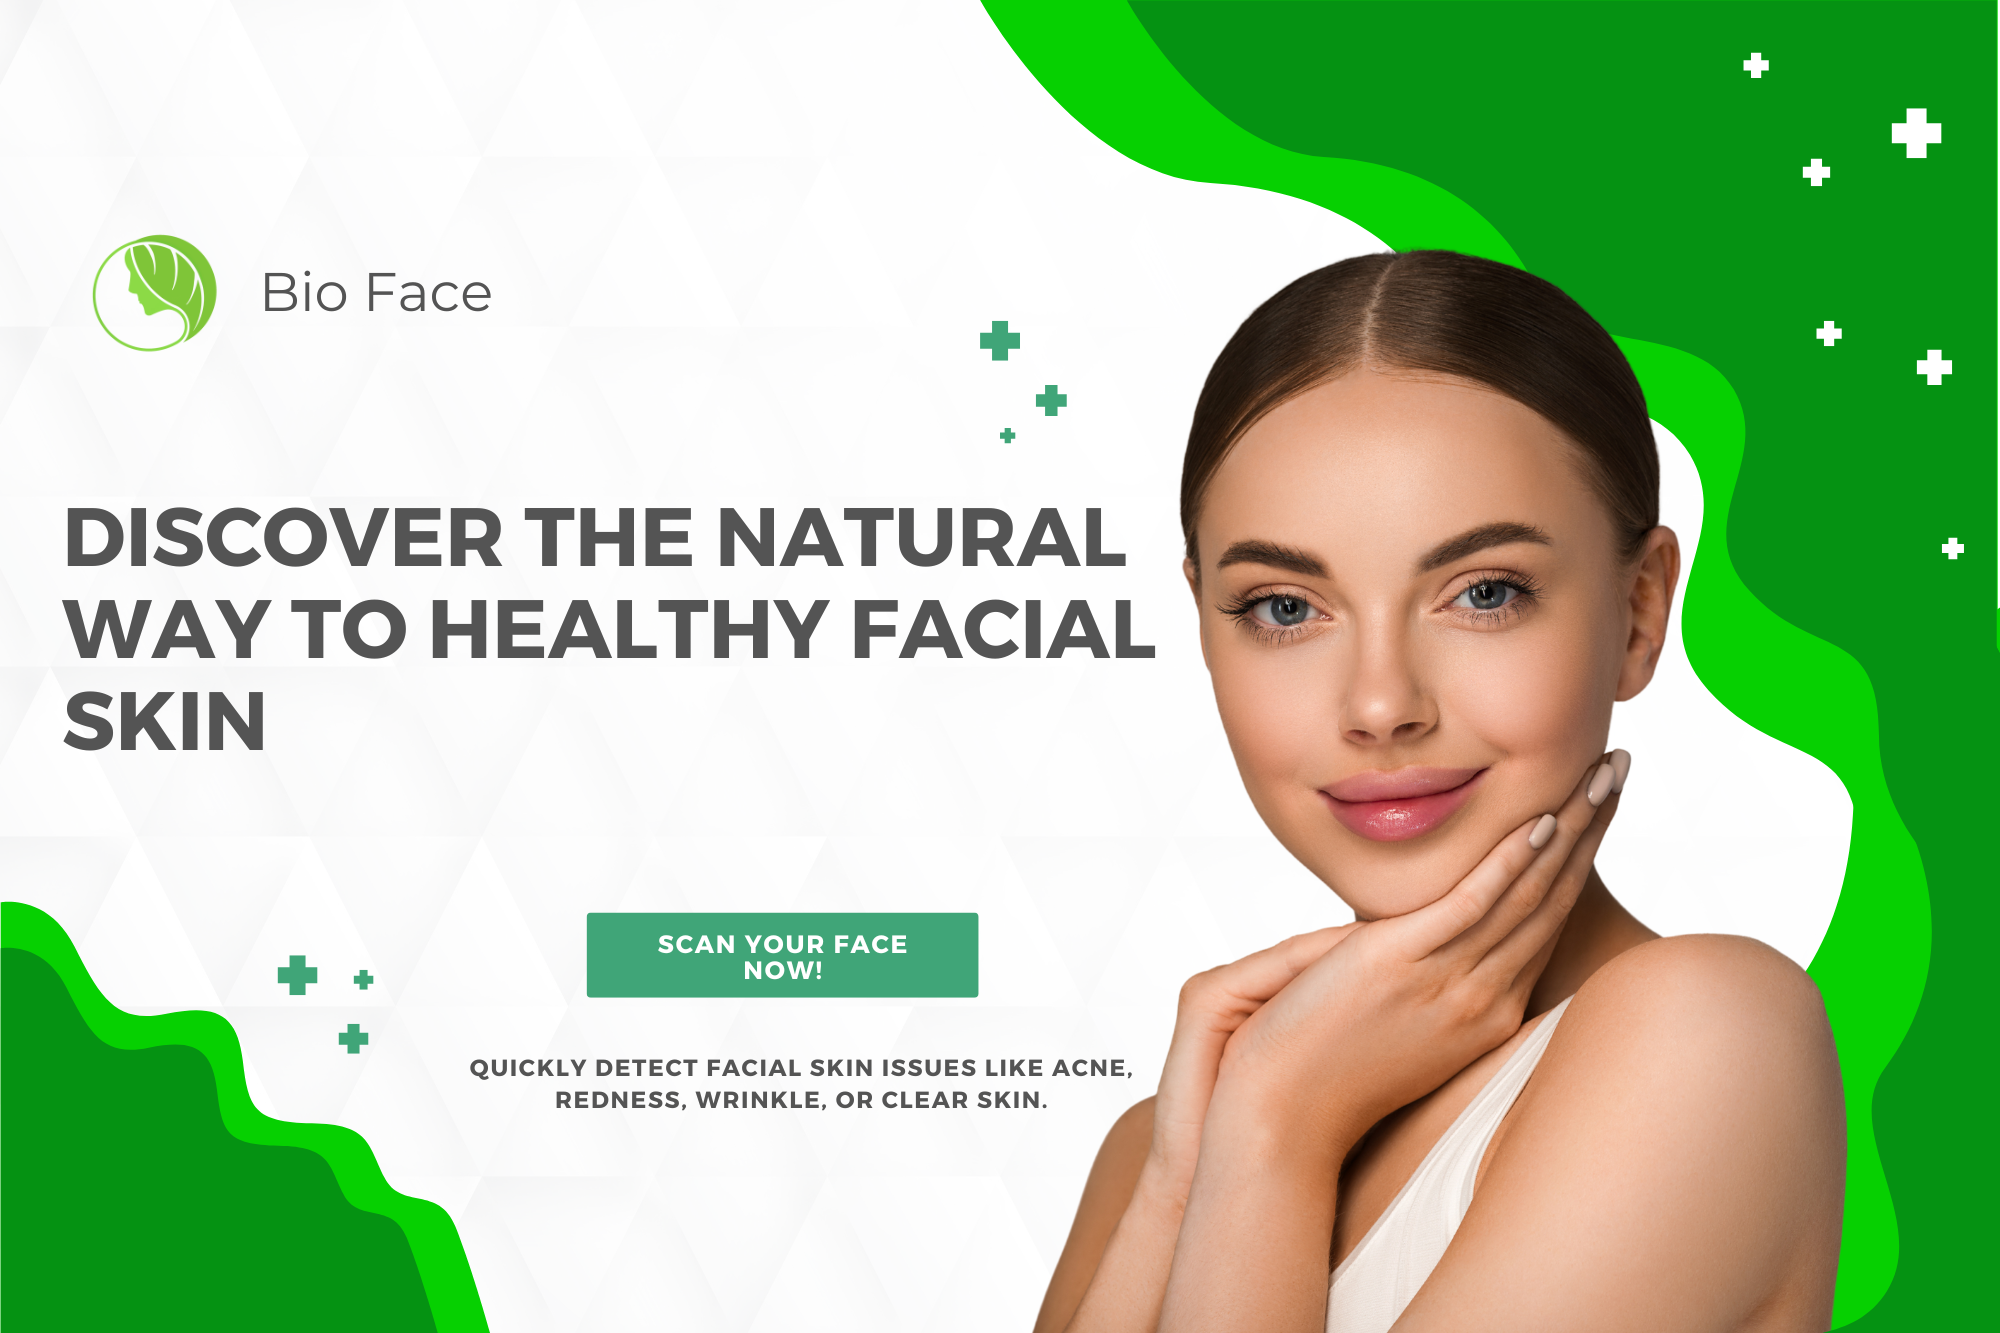 Bio Face
DISCOVER THE NATURAL
WAY TO HEALTHY FACIAL
SKIN
SCAN YOUR FACE
NOW!
QUICKLY DETECT FACIAL SKIN ISSUES LIKE ACNE,
REDNESS, WRINKLE, OR CLEAR SKIN.